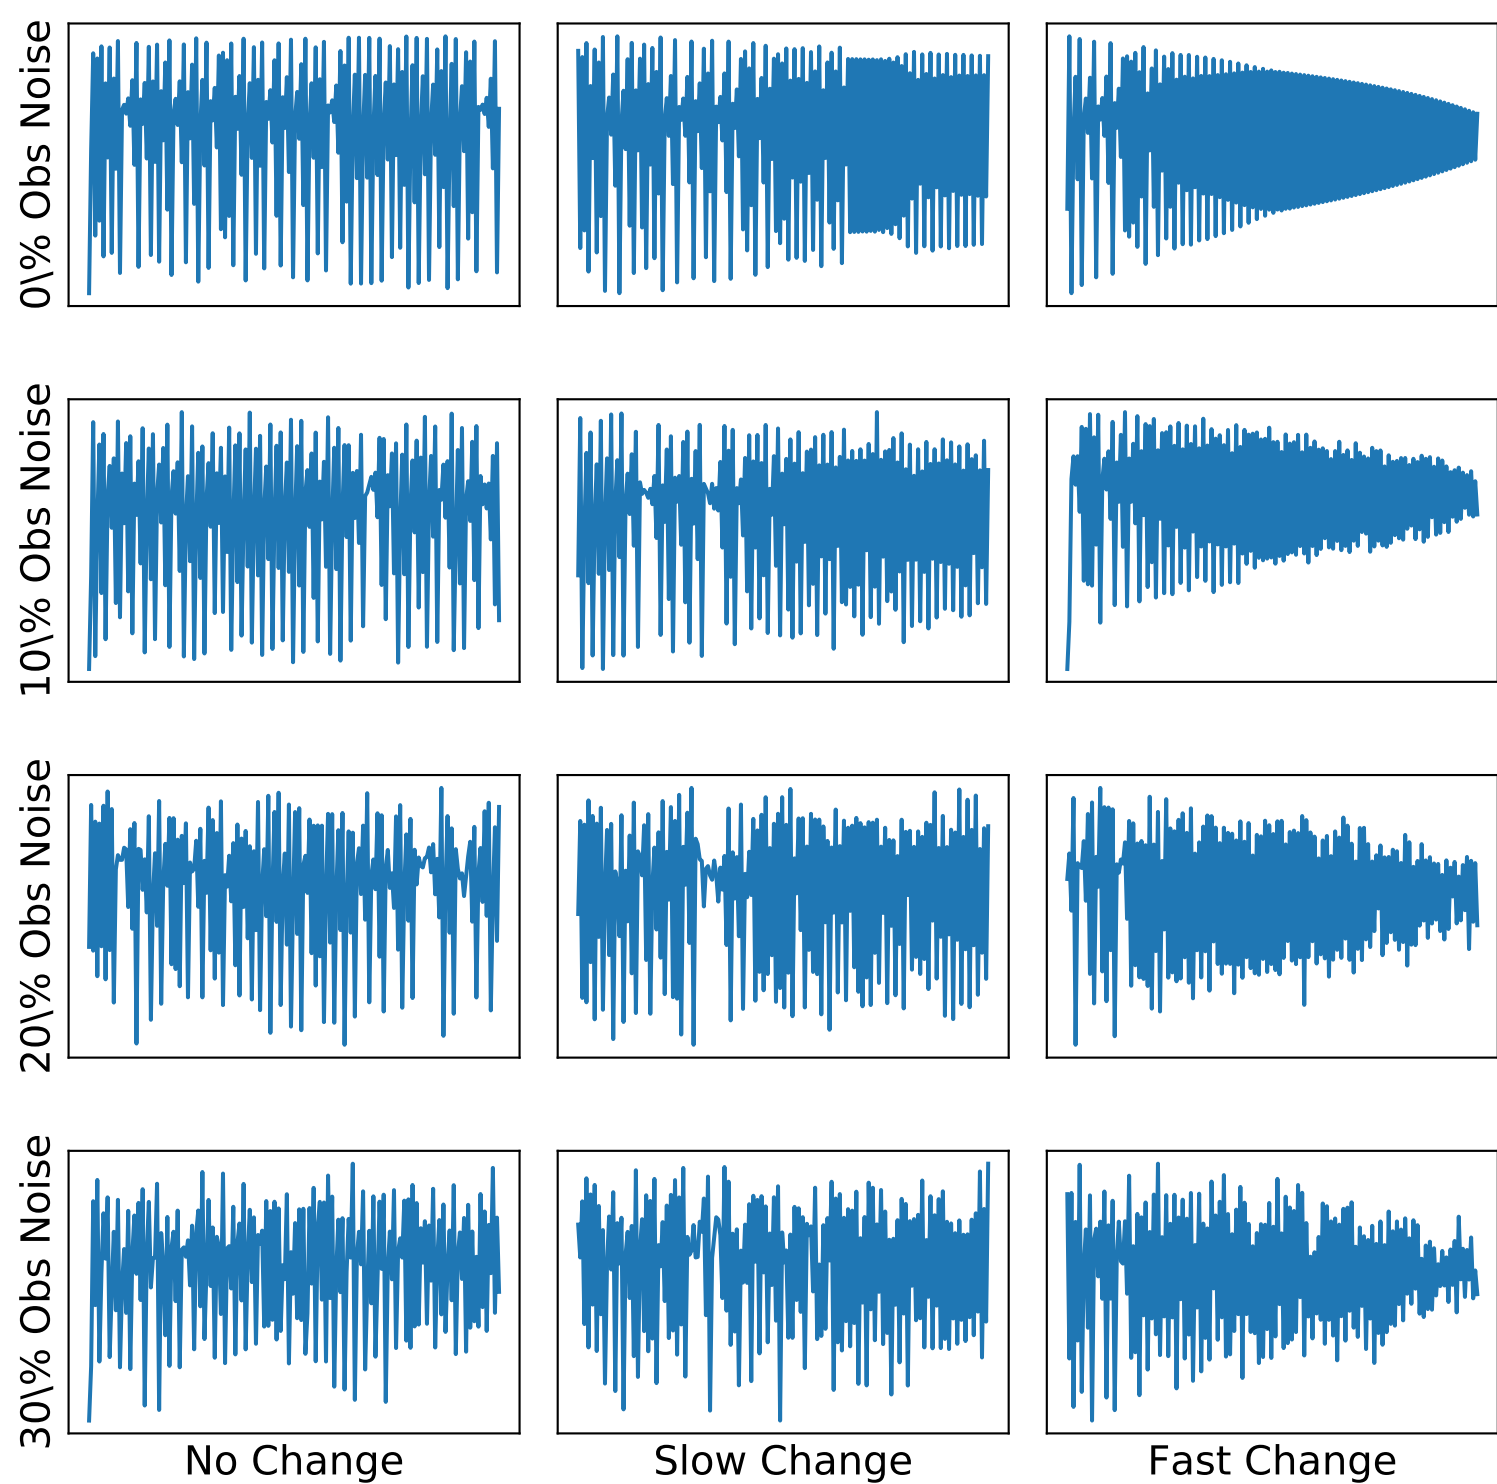 0\% Obs Noise
10\% Obs Noise
20\% Obs Noise
30\% Obs Noise
No Change
Slow Change
Fast Change